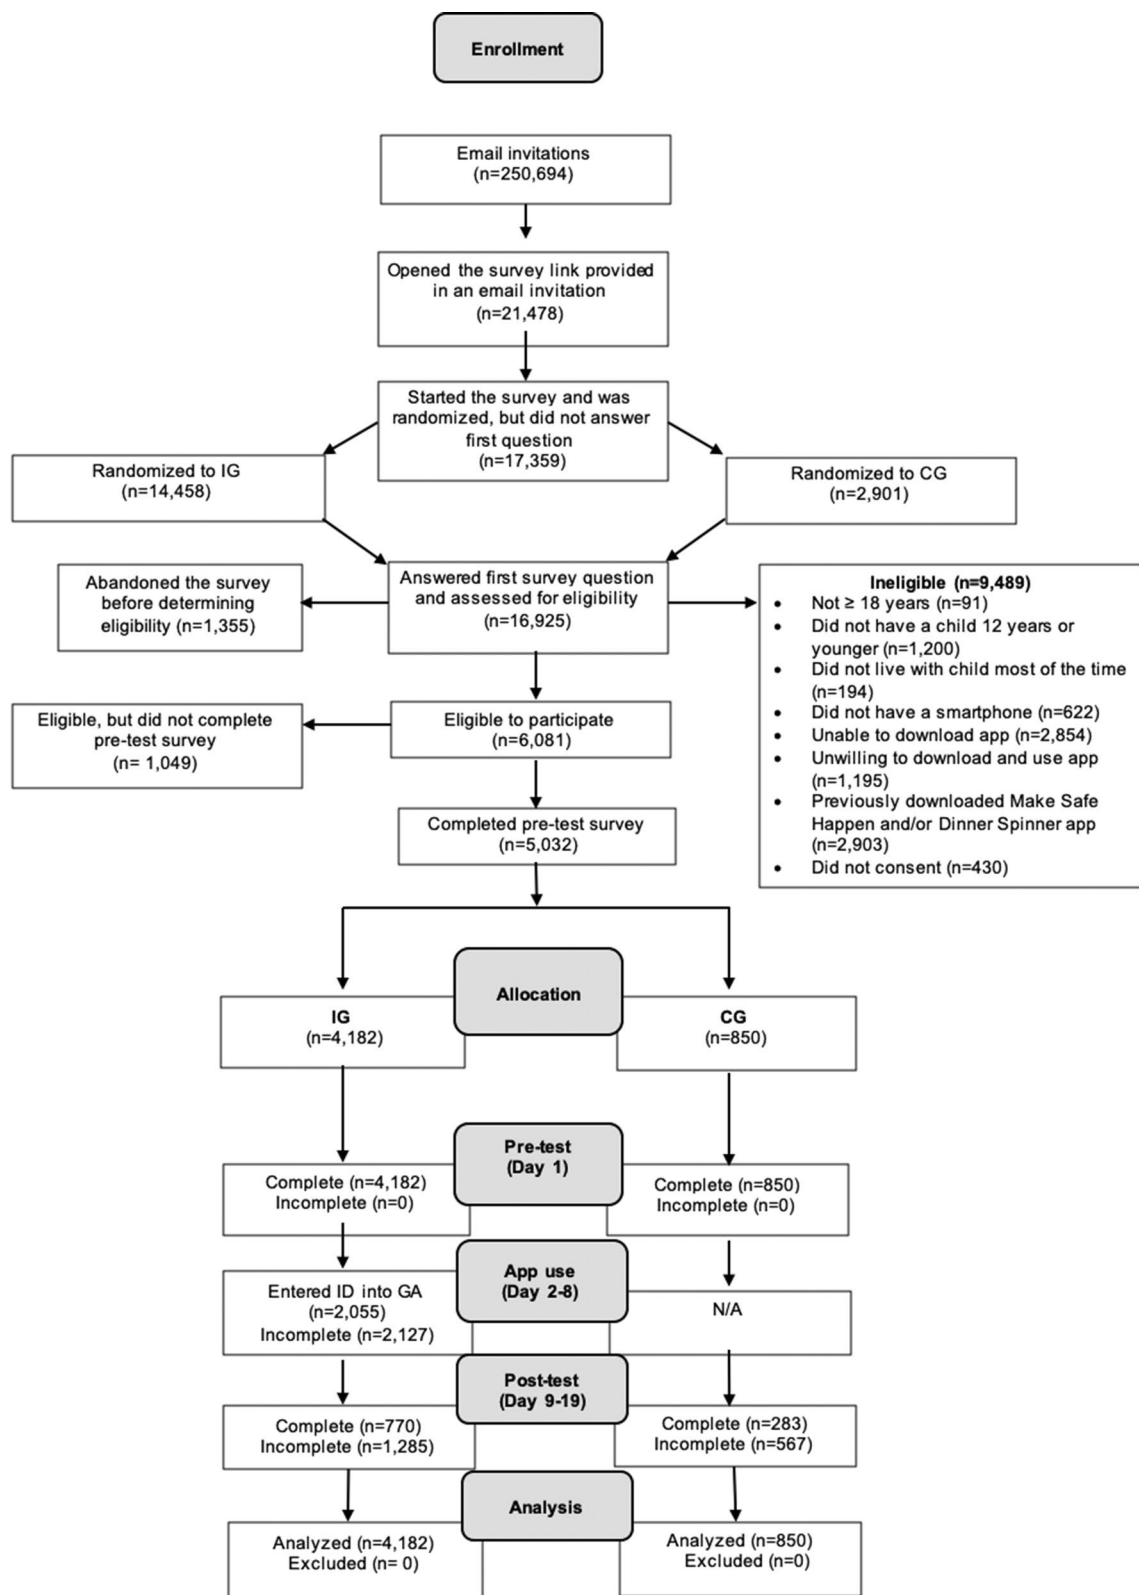 Enrollment
Email invitations
(n=250,694)
Opened the survey link provided
in an email invitation
(n=21,478)
Started the survey and was
randomized, but did not answer
first question
(n=17,359)
Randomized to IG
(n=14,458)
Randomized to CG
(n=2,901)
Abandoned the survey
before determining
eligibility (n=1,355)
Answered first survey question
and assessed for eligibility
(n=16,925)
Ineligible (n=9,489)
• Not ≥ 18 years (n=91)
• Did not have a child 12 years or
younger (n=1,200)
• Did not live with child most of the time
(n=194)
• Did not have a smartphone (n=622)
• Unable to download app (n=2,854)
• Unwilling to download and use app
(n=1,195)
• Previously downloaded Make Safe
Happen and/or Dinner Spinner app
(n=2,903)
• Did not consent (n=430)
Eligible, but did not complete
pre-test survey
(n= 1,049)
Eligible to participate
(n=6,081)
Completed pre-test survey
(n=5,032)
Allocation
IG
(n=4,182)
CG
(n=850)
Pre-test
(Day 1)
Complete (n=4,182)
Incomplete (n=0)
Complete (n=850)
Incomplete (n=0)
App use
(Day 2-8)
Entered ID into GA
(n=2,055)
Incomplete (n=2,127)
N/A
Post-test
(Day 9-19)
Complete (n=770)
Incomplete (n=1,285)
Complete (n=283)
Incomplete (n=567)
Analysis
Analyzed (n=4,182)
Excluded (n= 0)
Analyzed (n=850)
Excluded (n=0)